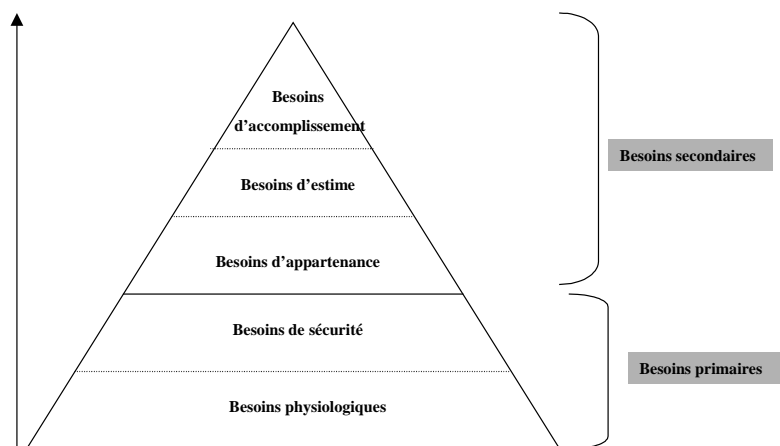 Besoins
d’accomplissement
Besoins secondaires
Besoins d’estime
Besoins d’appartenance
Besoins de sécurité
Besoins primaires
Besoins physiologiques